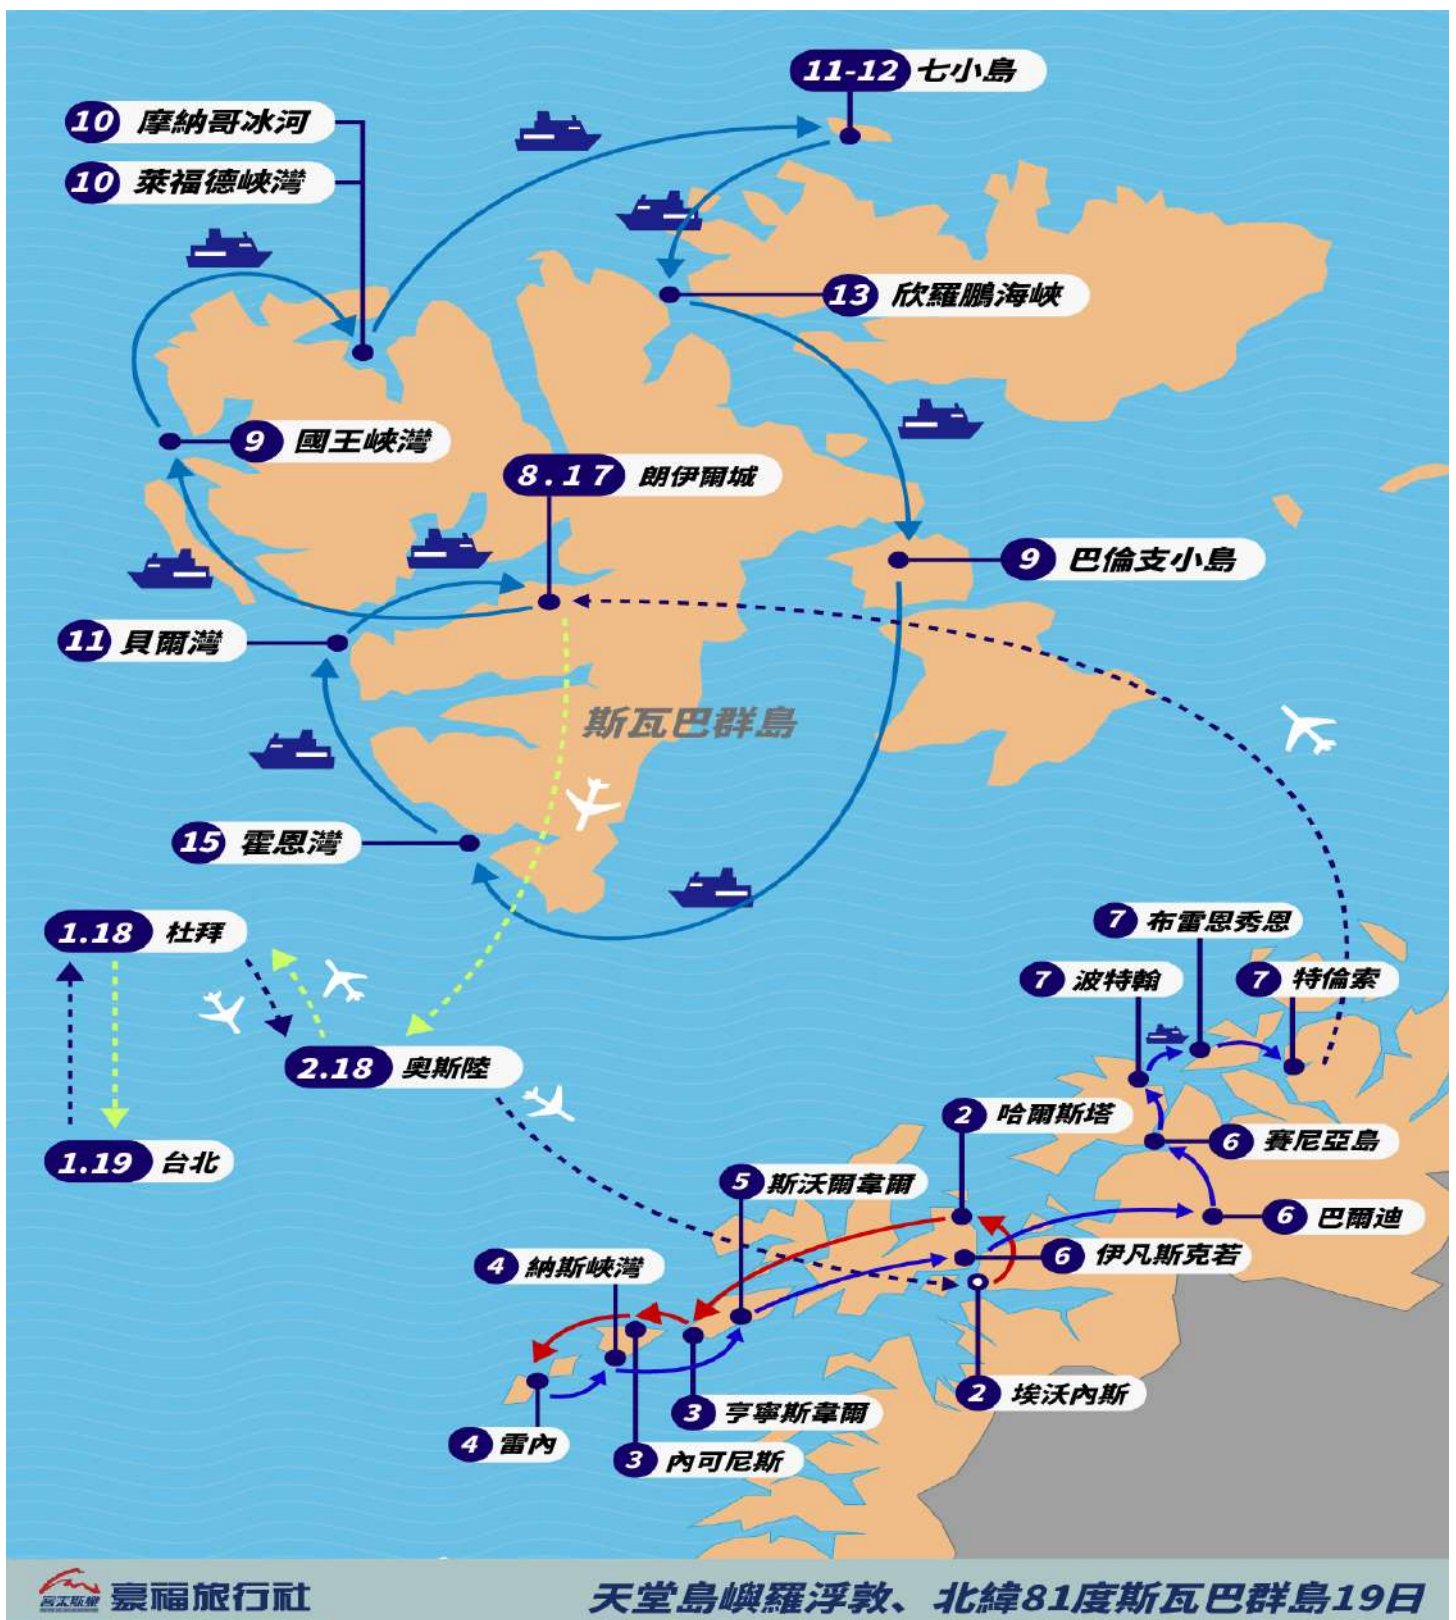 11-12 七小島
10 摩納哥冰河
10 萊福德峽灣
13 欣羅鵬海峽
9 國王峽灣
8.17 朗伊爾城
9 巴倫支小島
11 貝爾灣
斯瓦巴群島
15 霍恩灣
1.18 杜拜
7 布雷恩秀恩
7 波特翰
7 特倫索
2.18 奧斯陸
2 哈爾斯塔
6 賽尼亞島
1.19 台北
5 斯沃爾韋爾
6 巴爾迪
4 納斯峽灣
6 伊凡斯克若
2 埃沃內斯
3 亨寧斯韋爾
4 雷內
3 內可尼斯
豪福旅行社
天堂島嶼羅浮敦、北緯81度斯瓦巴群島19日